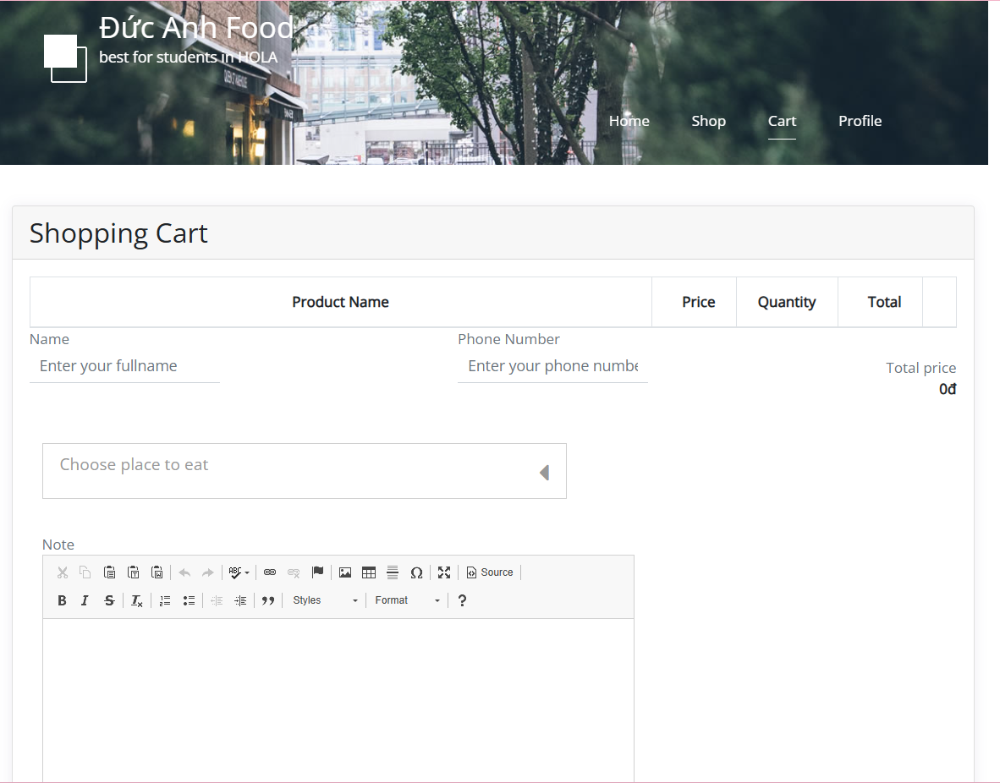 Đức Anh Food
best for students in HOLA
Home Shop Cart Profile
Shopping Cart
Product Name Price Quantity Total
Name Phone Number
Enter your fullname Enter your phone numbe
Total price
0đ
Choose place to eat
Note
ABC
Source
B I S Ix
Styles Format ?